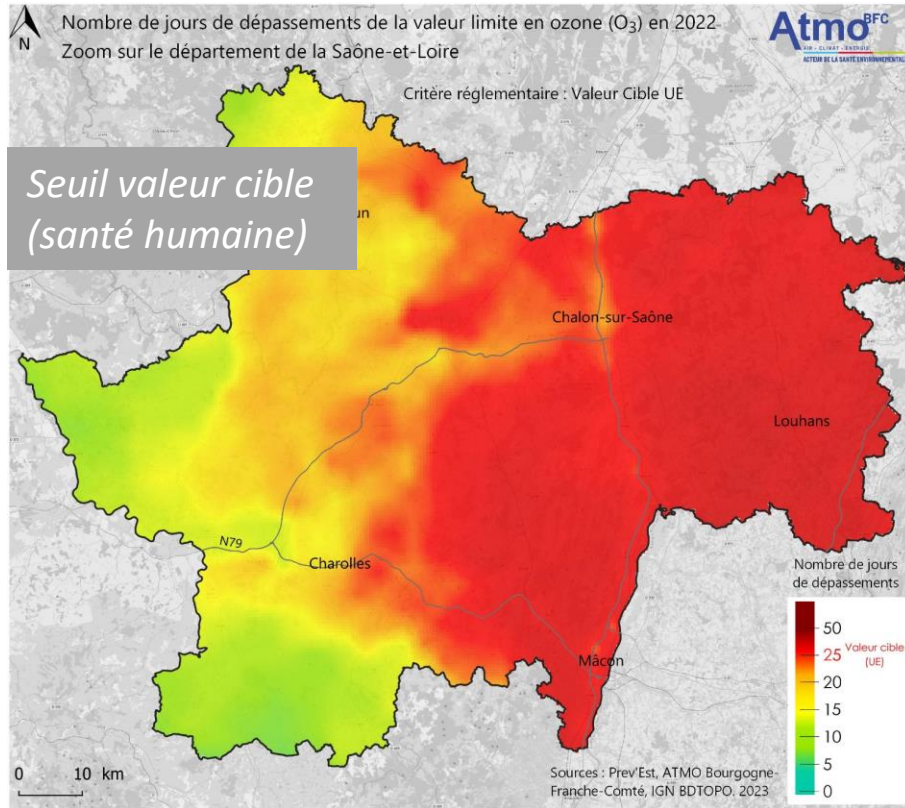 Nombre de jours de dépassements de la valeur limite en ozone (O₃) en 2022
Zoom sur le département de la Saône-et-Loire
Atmo BFC
AIR - CLIMAT - ÉNERGIE
ACTEUR DE LA SANTÉ ENVIRONNEMENTALE
N
Critère réglementaire : Valeur Cible UE
Seuil valeur cible
(santé humaine)
un
Chalon-sur-Saône
Louhans
N79
Charolles
Mâcon
Nombre de jours
de dépassements
50
25 Valeur cible
(UE)
20
15
10
5
0
0 10 km
Sources : Prev'Est, ATMO Bourgogne-
Franche-Comté, IGN BDTOPO. 2023